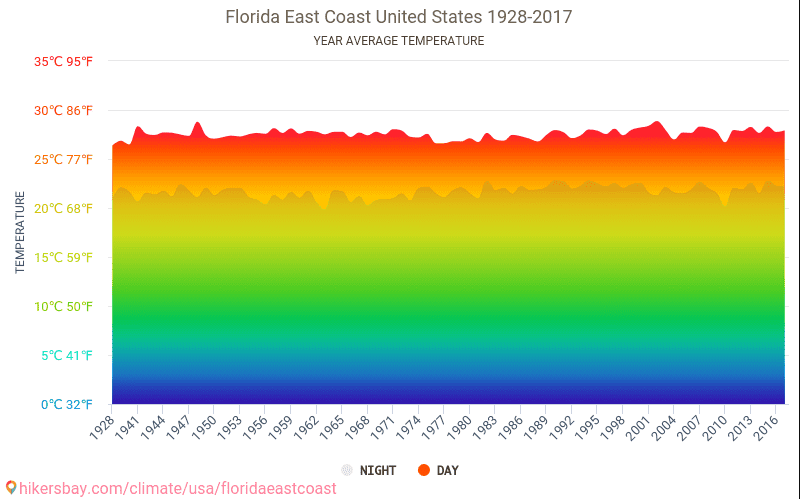 Florida East Coast United States 1928-2017
YEAR AVERAGE TEMPERATURE
35°C 95°F
30°C 86°F
25°C 77°F
20°C 68°F
15°C 59°F
10°C 50°F
5°C 41°F
0°C 32°F
TEMPERATURE
1928 1941 1944 1947 1950 1953 1956 1959 1962 1965 1968 1971 1974 1977 1980 1983 1986 1989 1992 1995 1998 2001 2004 2007 2010 2013 2016
NIGHT DAY
hikersbay.com/climate/usa/floridaeastcoast